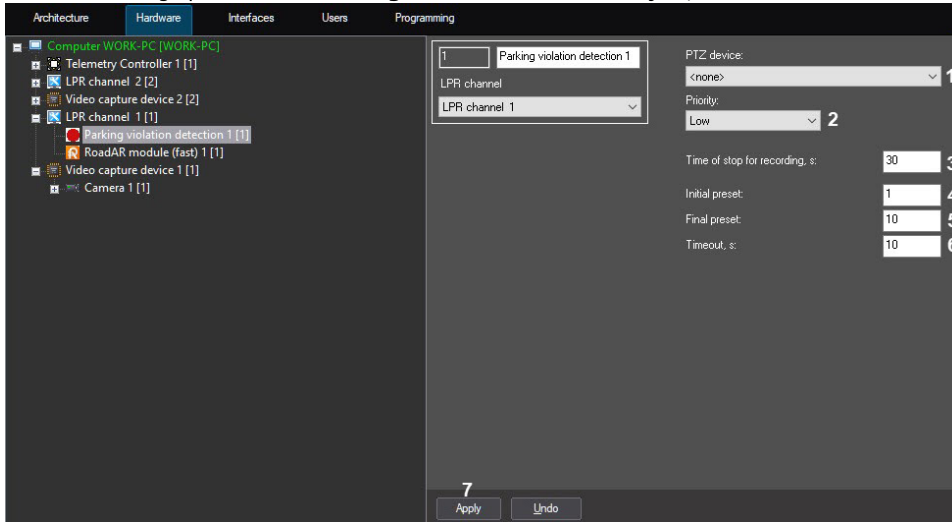 Architecture Hardware Interfaces Users Programming
Computer WORK-PC [WORK-PC]
Telemetry Controller 1 [1]
LPR channel 2 [2]
Video capture device 2 [2]
LPR channel 1 [1]
Parking violation detection 1 [1]
RoadAR module (fast) 1 [1]
Video capture device 1 [1]
Camera 1 [1]
1 Parking violation detection 1
LPR channel
LPR channel 1
PTZ device:
<none> 1
Priority:
Low 2
Time of stop for recording, s: 30 3
Initial preset: 1 4
Final preset: 10 5
Timeout, s: 10 6
7
Apply Undo